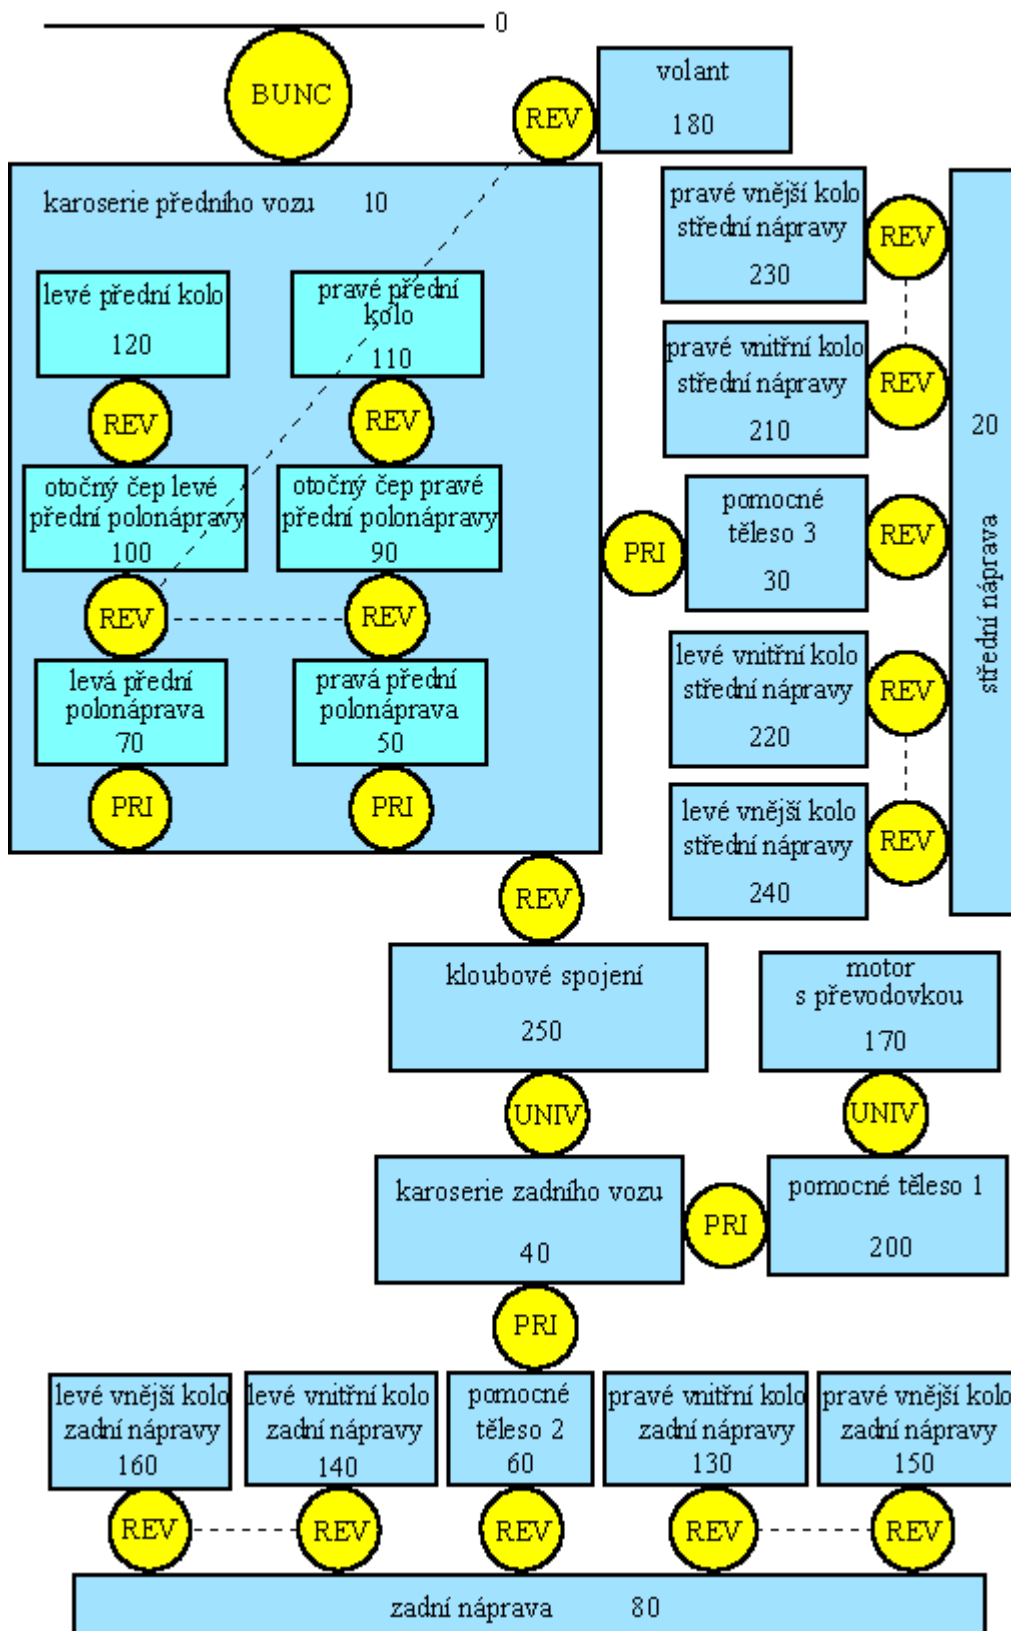 0
BUNC
REV
volant
180
karoserie předního vozu 10
levé přední kolo
120
pravé přední
kolo
110
REV
REV
otočný čep levé
přední polonápravy
100
otočný čep pravé
přední polonápravy
90
REV
REV
levá přední
polonáprava
70
pravá přední
polonáprava
50
PRI
PRI
pravé vnější kolo
střední nápravy
230
REV
pravé vnitřní kolo
střední nápravy
210
REV
PRI
pomocné
těleso 3
30
REV
levé vnitřní kolo
střední nápravy
220
REV
levé vnější kolo
střední nápravy
240
REV
20
střední náprava
REV
kloubové spojení
250
motor
s převodovkou
170
UNIV
UNIV
karoserie zadního vozu
40
PRI
pomocné těleso 1
200
PRI
levé vnější kolo
zadní nápravy
160
levé vnitřní kolo
zadní nápravy
140
pomocné
těleso 2
60
pravé vnitřní kolo
zadní nápravy
130
pravé vnější kolo
zadní nápravy
150
REV
REV
REV
REV
REV
zadní náprava 80